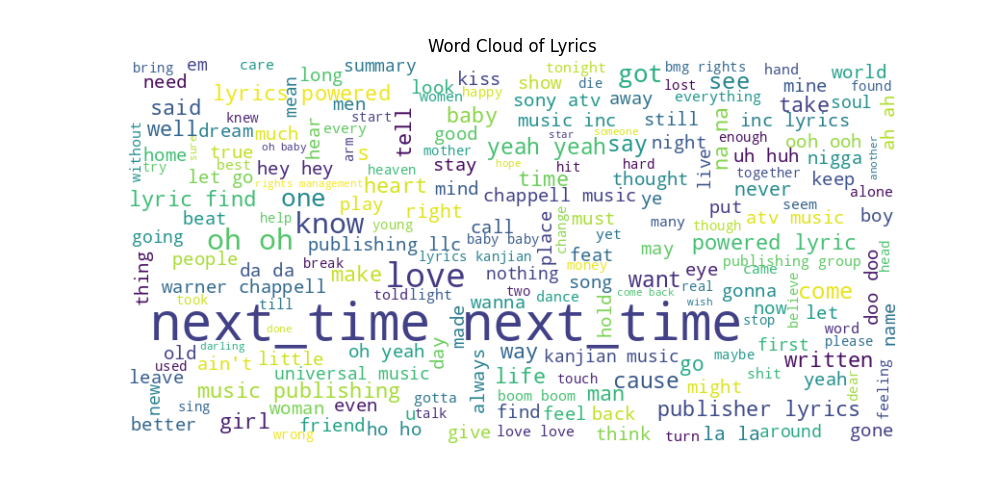 Word Cloud of Lyrics
bring em care summary tonight bmg rights hand
need long kiss show die got lost see mine world found
lyrics powered mean look women happy sony atv away everything take soul
said knew men start baby music inc still inc lyrics ah ah
well dream much hear every tell good star someone say night na na enough ooh ooh
without home sure true oh baby arm s mother yeah yeah live uh huh nigga another
try best hey hey heaven stay hope hit hard together keep
let go rights management heart mind time thought never alone
lyric find one play right chappell music ye put seem
beat help know young call place change must many though atv music boy
going oh oh publishing llc baby baby yet may powered lyric
people break lyrics kanjian feat publishing group head
thing da da make love nothing money want eye came doo doo
warner chappell two song real gonna believe come
took till told light wanna dance hold come back wish now let name
next_time next_time
done made stop word
old darling oh yeah day way kanjian music go maybe first please written
used ain't little always life touch cause shit yeah
leave universal music might dear feeling
new music publishing gotta boom boom man
sing woman even u talk find feel back publisher lyrics
better girl friend ho ho give love love think turn la la around gone
wrong